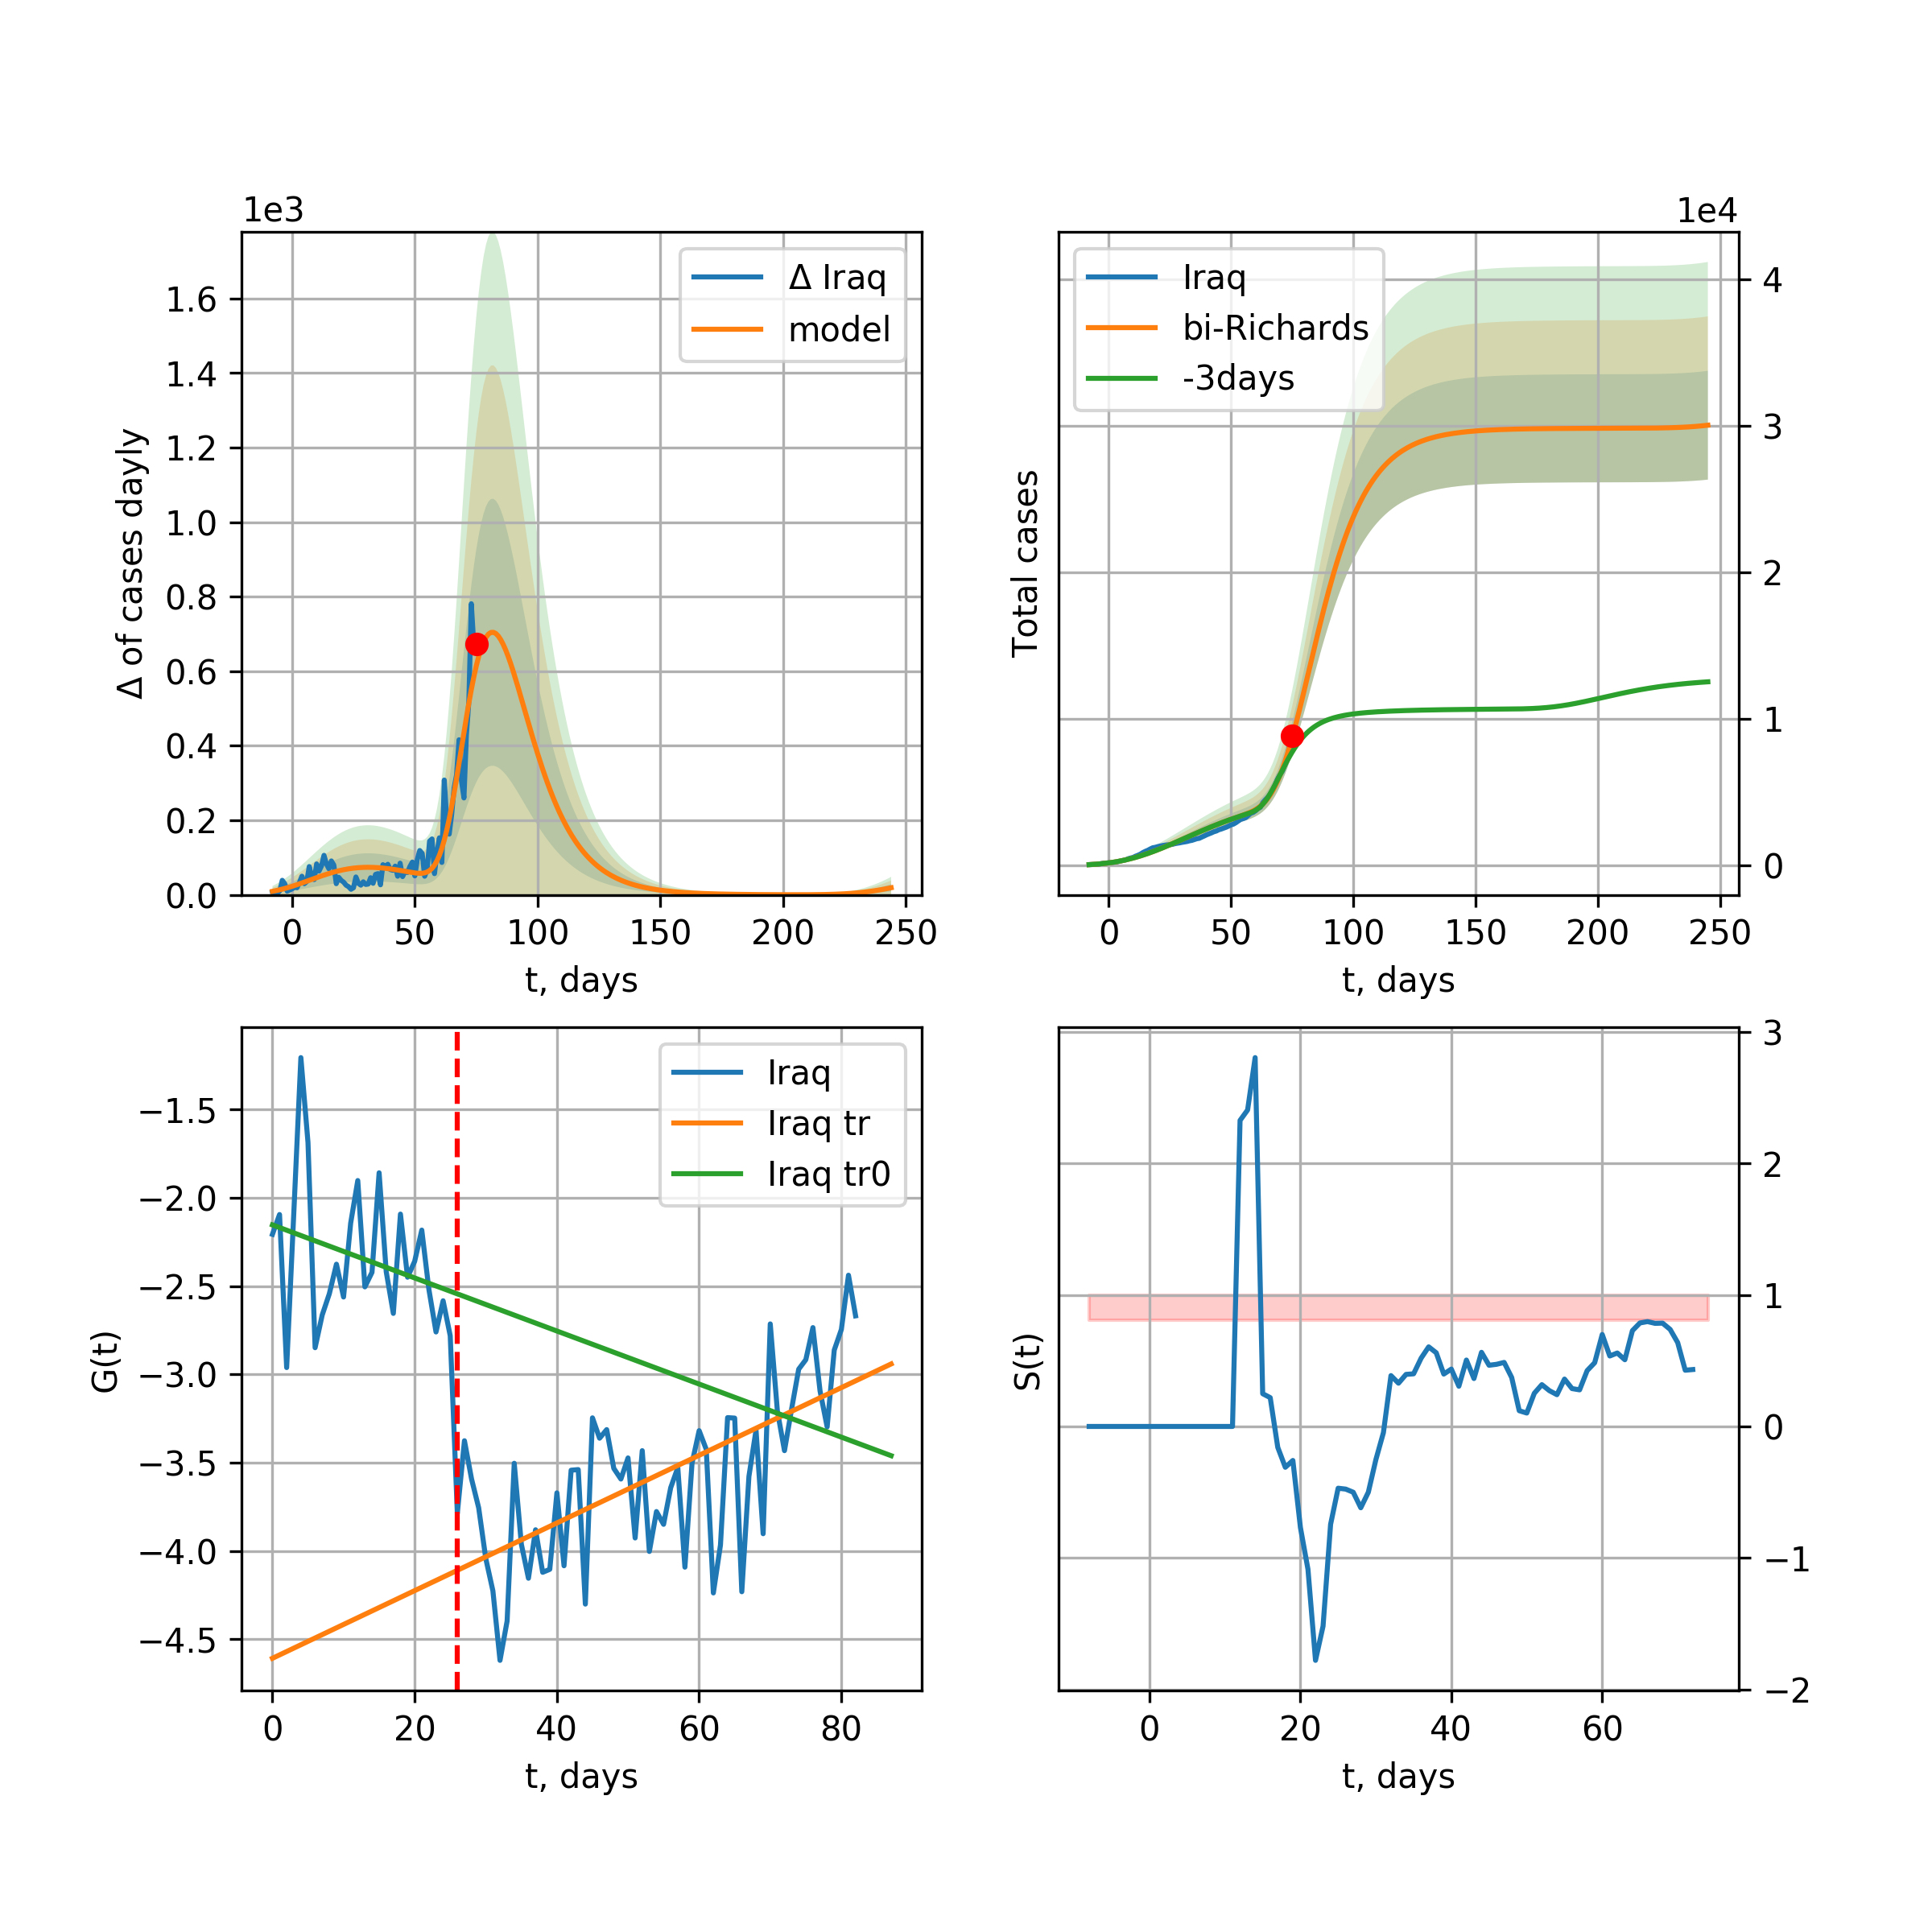 1e3
Δ of cases dayly
1.6
1.4
1.2
1.0
0.8
0.6
0.4
0.2
0.0
0 50 100 150 200 250
t, days
Δ Iraq
model
1e4
Total cases
4
3
2
1
0
0 50 100 150 200 250
t, days
Iraq
bi-Richards
-3days
G(t)
−1.5
−2.0
−2.5
−3.0
−3.5
−4.0
−4.5
0 20 40 60 80
t, days
Iraq
Iraq tr
Iraq tr0
S(t)
3
2
1
0
−1
−2
0 20 40 60
t, days